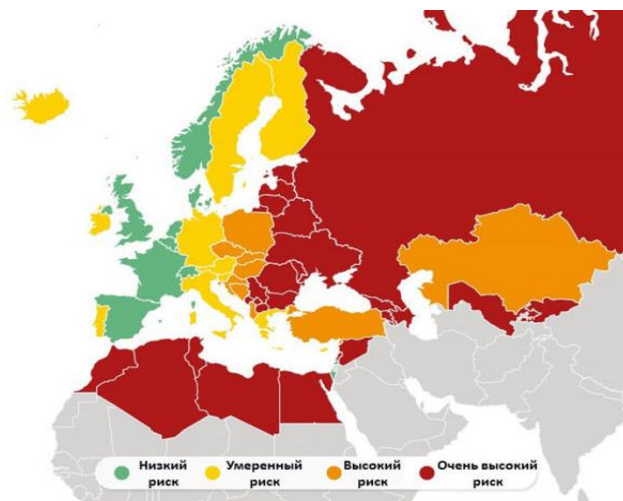 Низкий риск
Умеренный риск
Высокий риск
Очень высокий риск